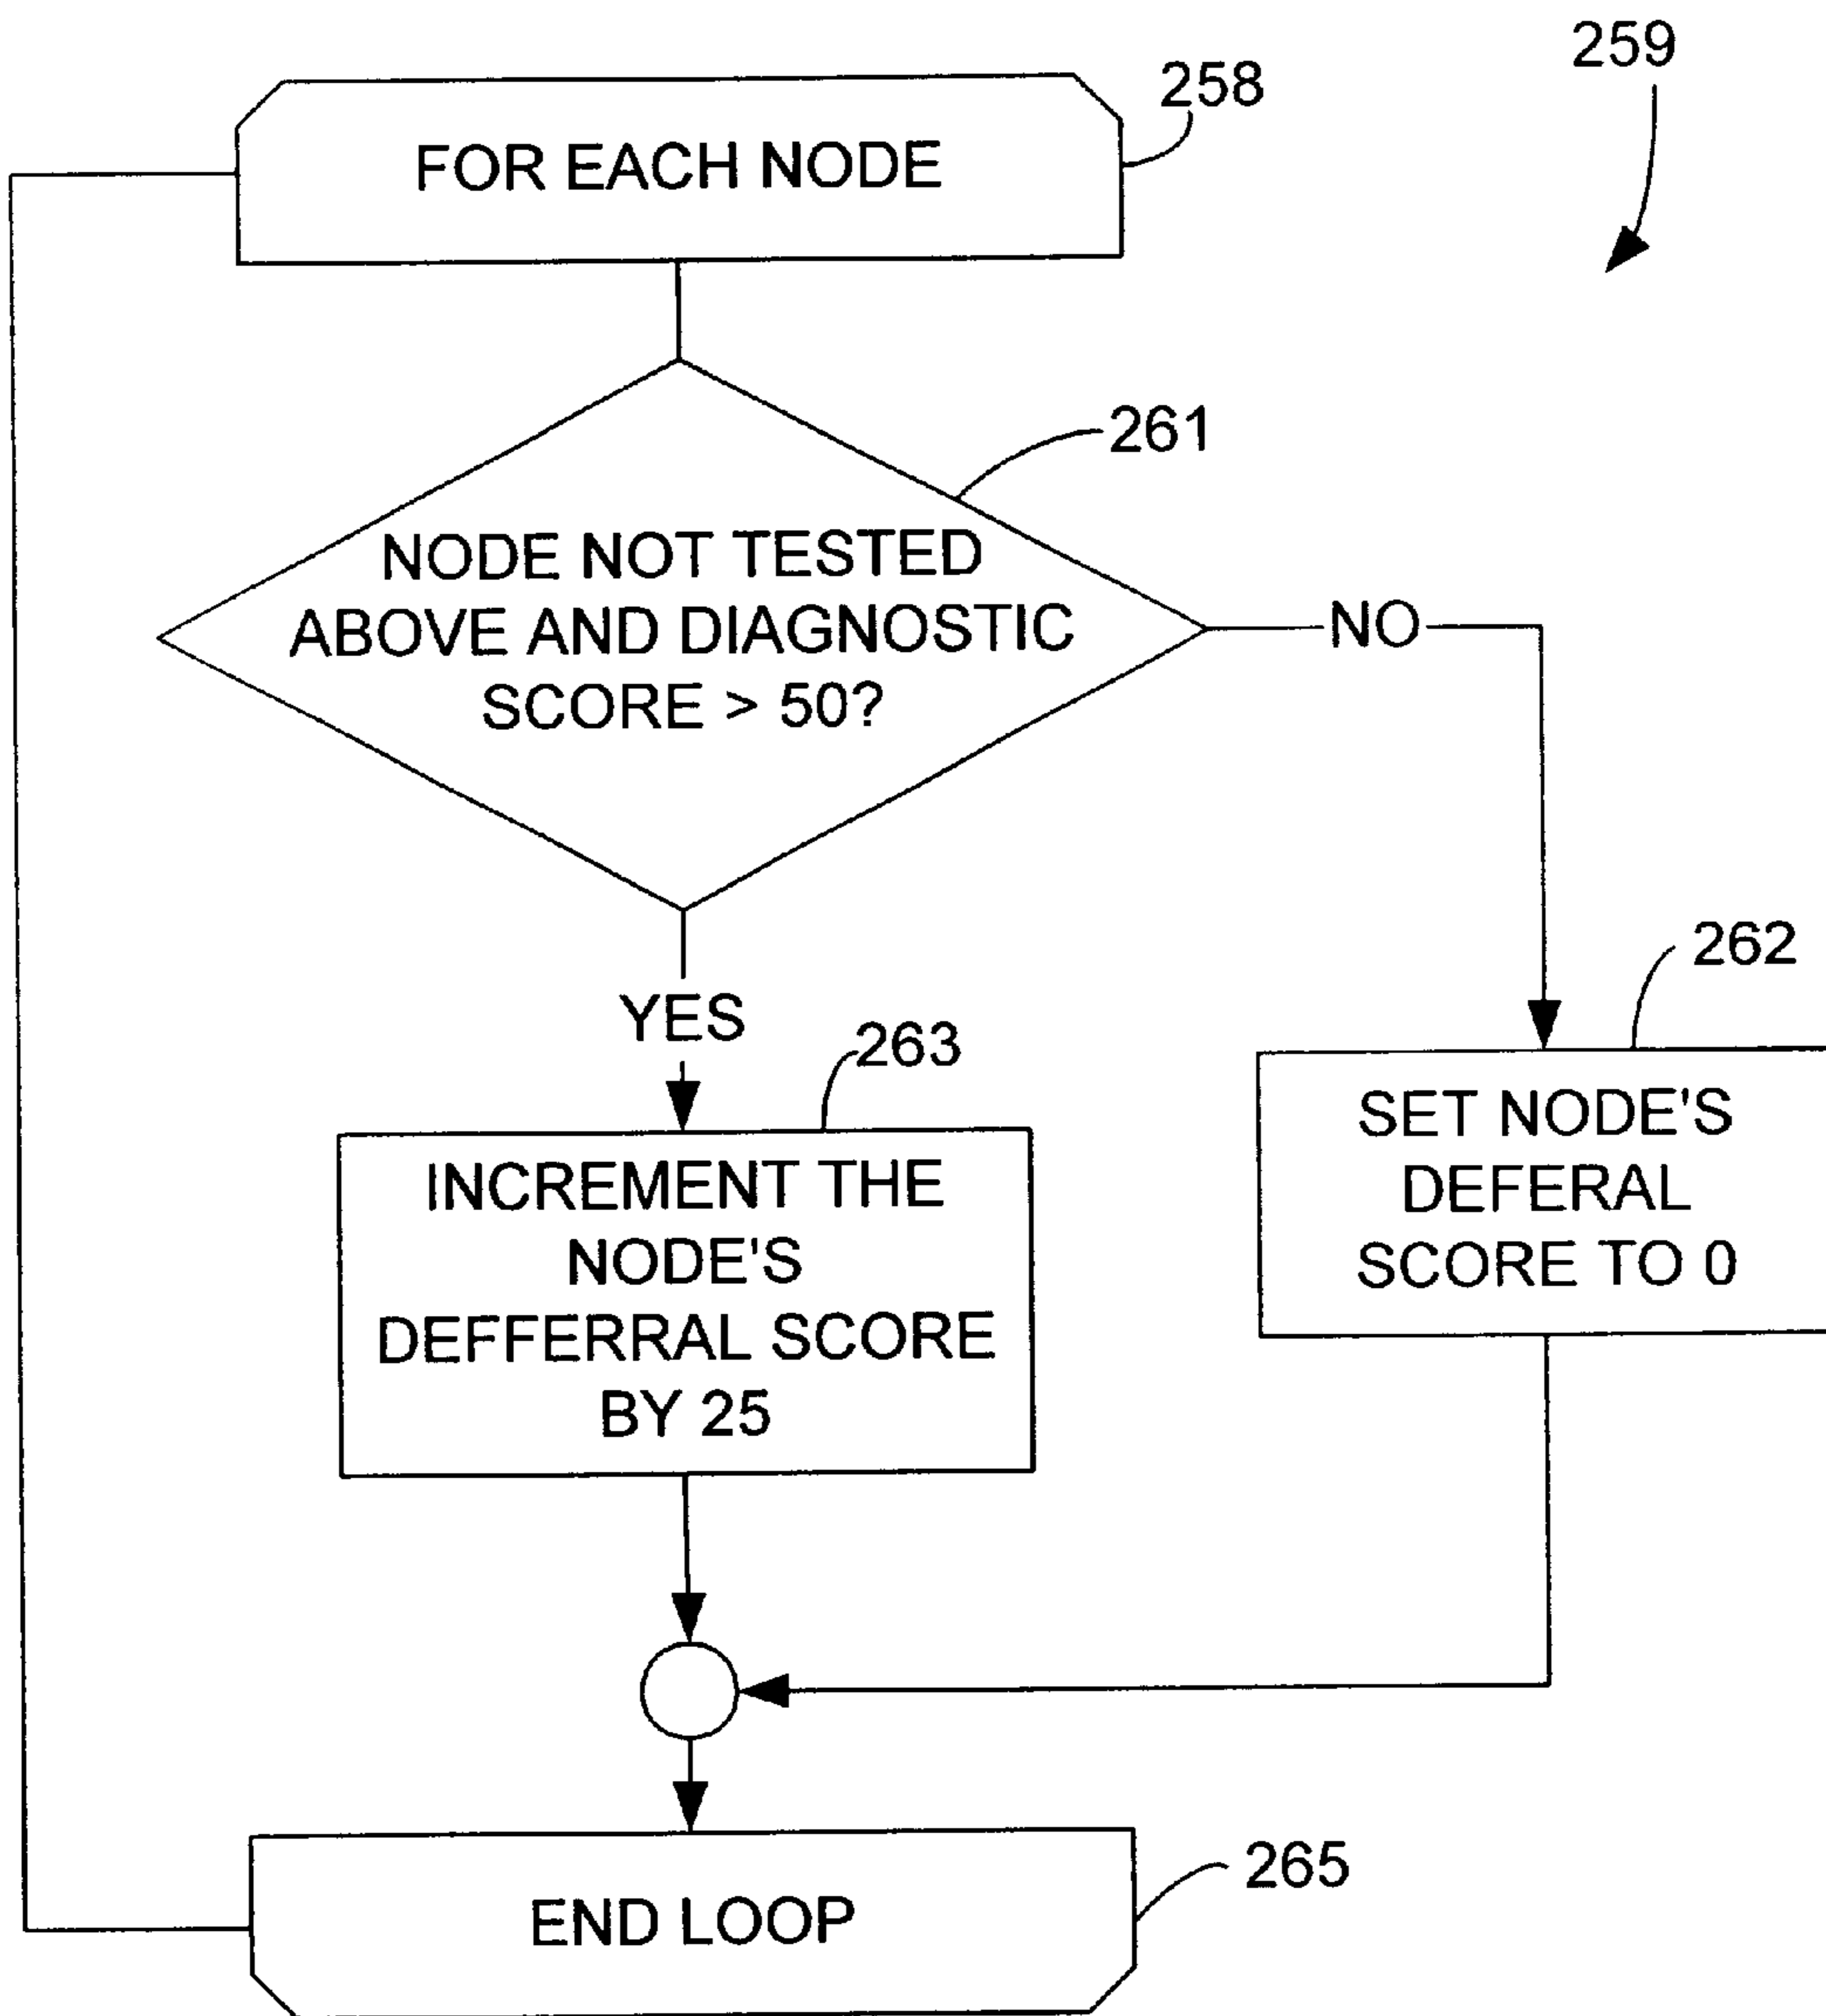 259
258
FOR EACH NODE
261
NODE NOT TESTED
ABOVE AND DIAGNOSTIC
SCORE > 50?
NO
YES
262
263
SET NODE'S
DEFERAL
SCORE TO 0
INCREMENT THE
NODE'S
DEFFERRAL SCORE
BY 25
265
END LOOP